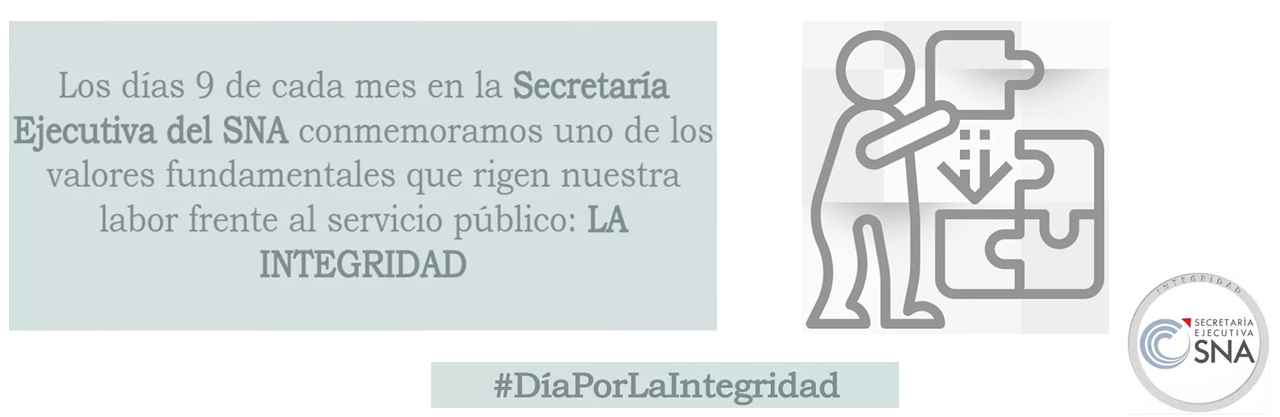 Los días 9 de cada mes en la Secretaría
Ejecutiva del SNA conmemoramos uno de los
valores fundamentales que rigen nuestra
labor frente al servicio público: LA
INTEGRIDAD
#DíaPorLaIntegridad
INTEGRIDAD
SECRETARÍA
EJECUTIVA
SNA